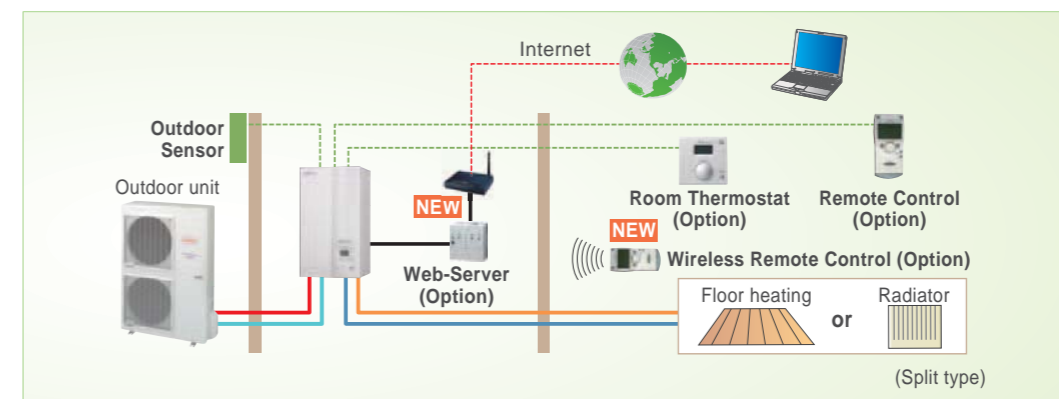 Internet
Outdoor
Sensor
Outdoor unit
NEW
Web-Server
(Option)
Room Thermostat
(Option)
Remote Control
(Option)
NEW
Wireless Remote Control (Option)
Floor heating
or
Radiator
(Split type)